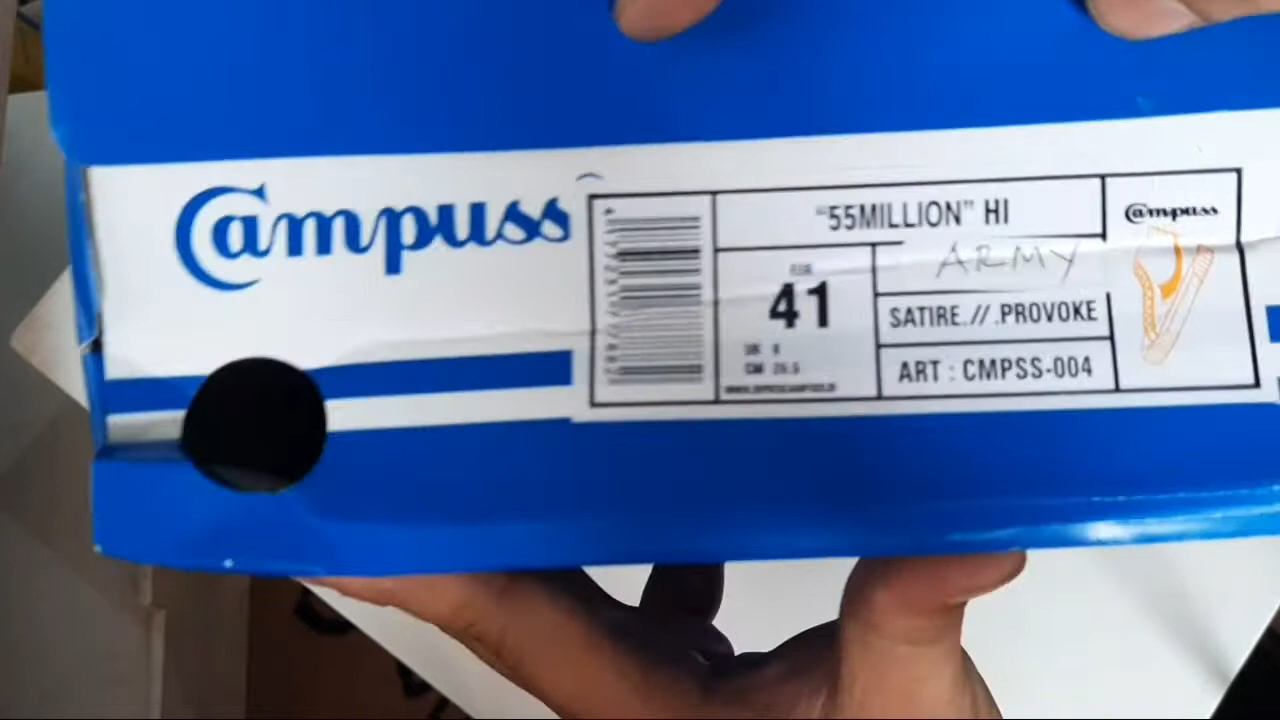 Campuss
"55MILLION" HI
Campuss
ARMY
41
SATIRE.//.PROVOKE
ART : CMPSS-004